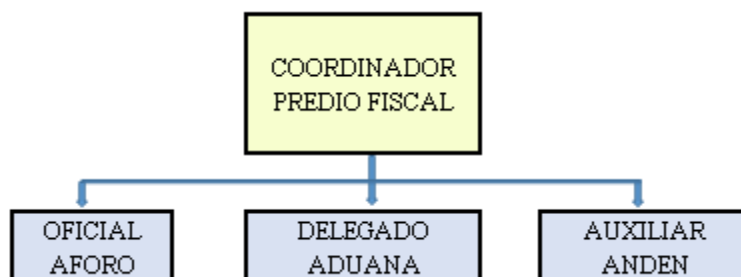 COORDINADOR
PREDIO FISCAL
OFICIAL
AFORO
DELEGADO
ADUANA
AUXILIAR
ANDEN